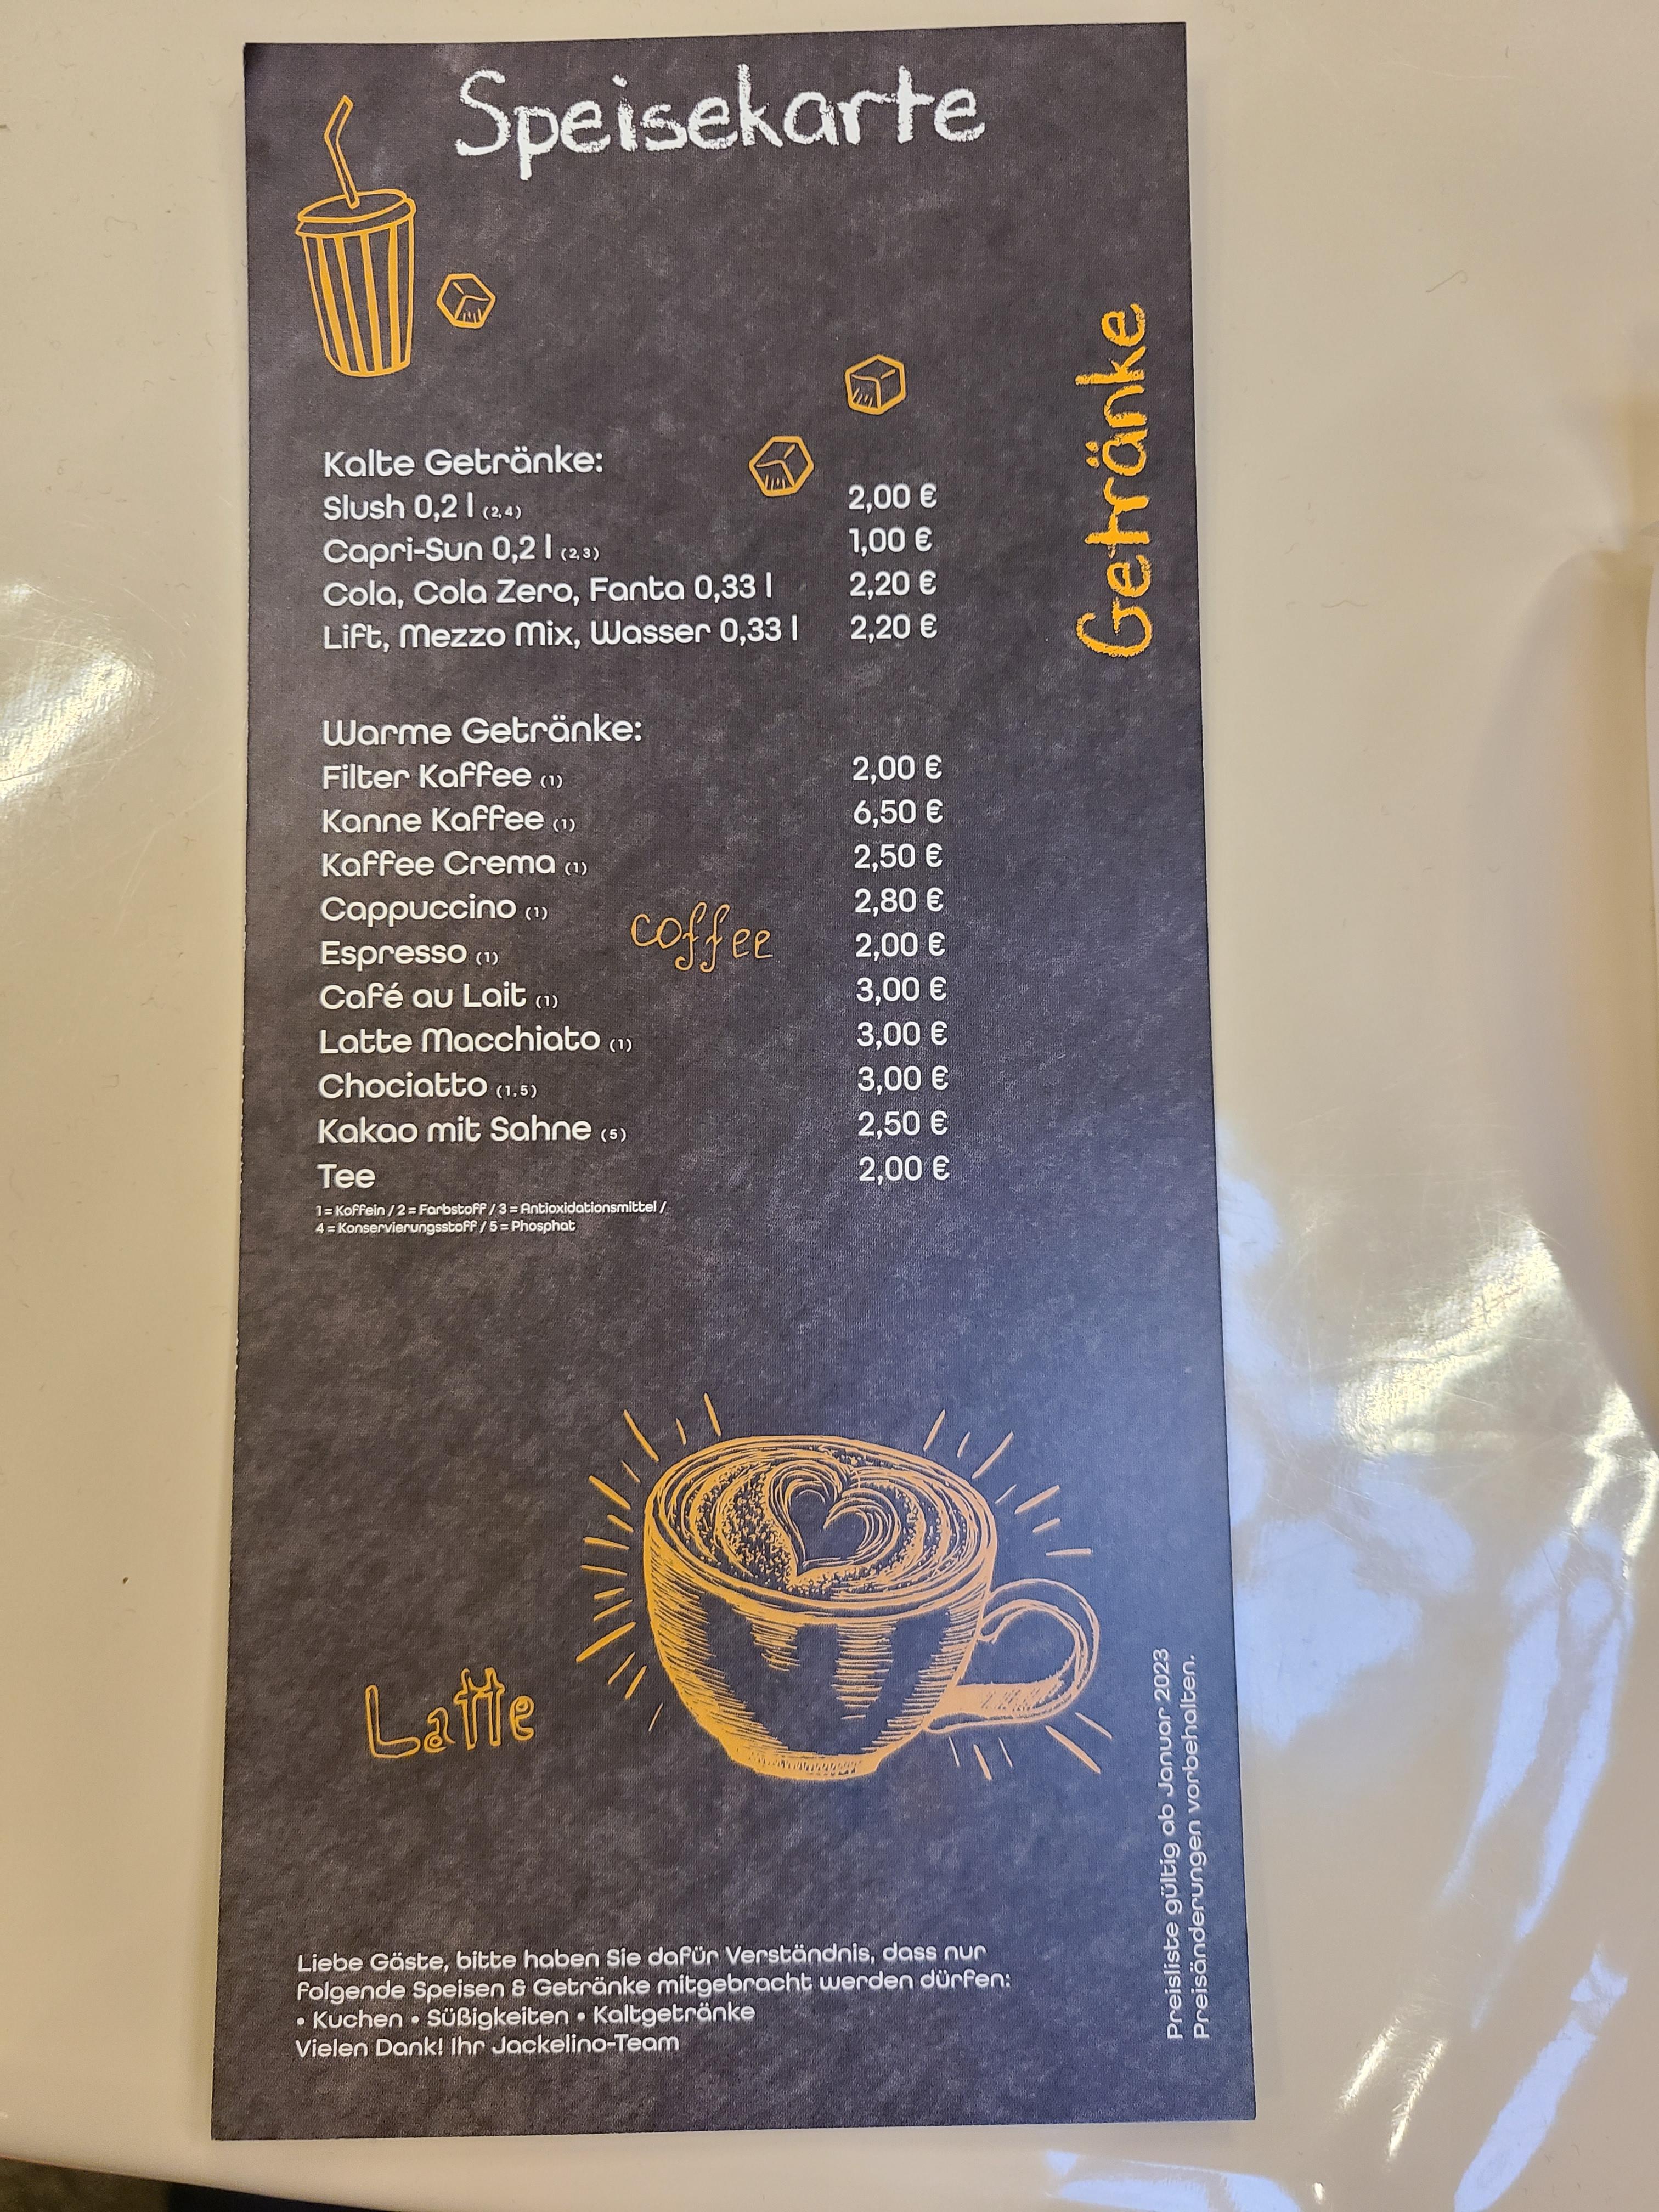 Speisekarte
Getränke
Kalte Getränke:
Slush 0,2 l (2,4) 2,00 €
Capri-Sun 0,2 l (2,3) 1,00 €
Cola, Cola Zero, Fanta 0,33 l 2,20 €
Lift, Mezzo Mix, Wasser 0,33 l 2,20 €
Warme Getränke:
Filter Kaffee (1) 2,00 €
Kanne Kaffee (1) 6,50 €
Kaffee Crema (1) 2,50 €
Cappuccino (1) 2,80 €
coffee
Espresso (1) 2,00 €
Café au Lait (1) 3,00 €
Latte Macchiato (1) 3,00 €
Chociatto (1,5) 3,00 €
Kakao mit Sahne (5) 2,50 €
Tee 2,00 €
1 = Koffein / 2 = Farbstoff / 3 = Antioxidationsmittel /
4 = Konservierungsstoff / 5 = Phosphat
Latte
Liebe Gäste, bitte haben Sie dafür Verständnis, dass nur
folgende Speisen & Getränke mitgebracht werden dürfen:
• Kuchen • Süßigkeiten • Kaltgetränke
Vielen Dank! Ihr Jackelino-Team
Preisliste gültig ab Januar 2023
Preisänderungen vorbehalten.